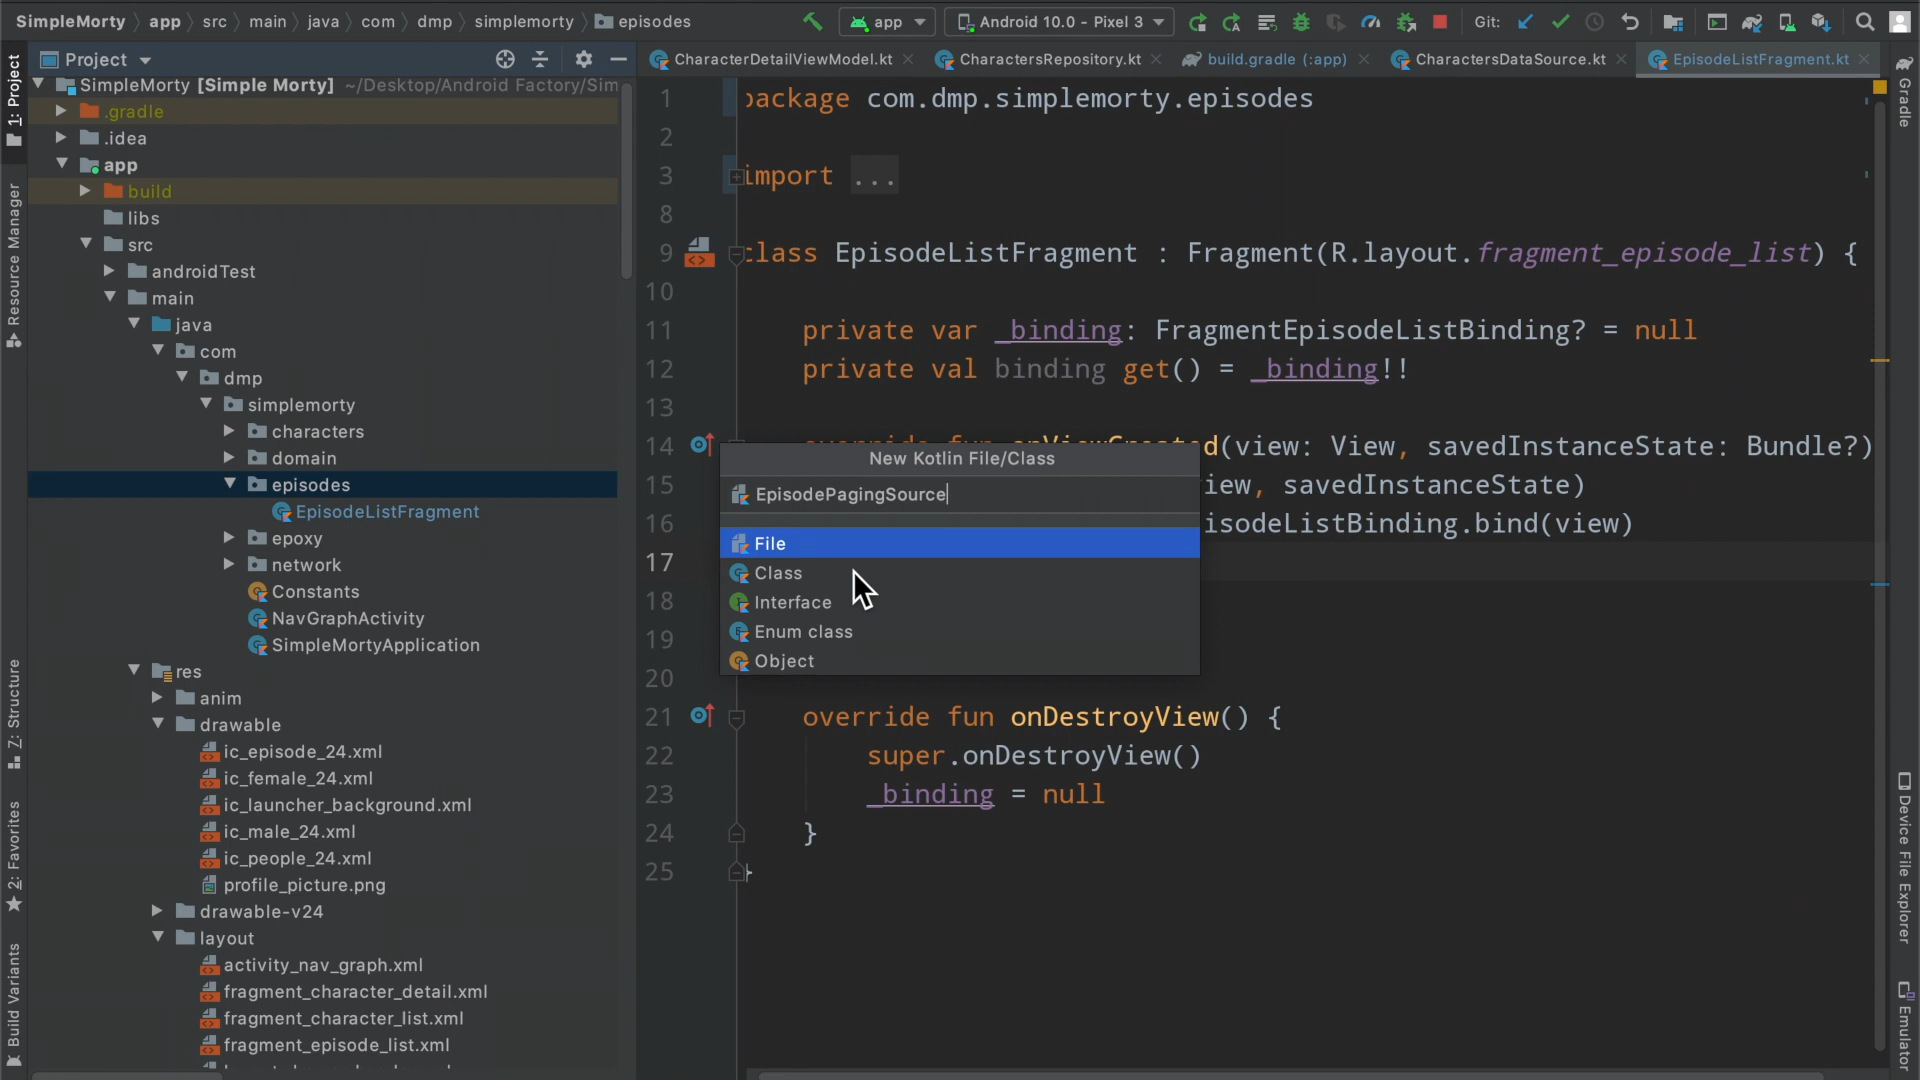 SimpleMorty app src main java com dmp simplemorty episodes
app
Android 10.0 - Pixel 3
Git:
Project
CharacterDetailViewModel.kt
CharactersRepository.kt
build.gradle (:app)
CharactersDataSource.kt
EpisodeListFragment.kt
1: Project
Resource Manager
Z: Structure
2: Favorites
Build Variants
SimpleMorty [Simple Morty] ~/Desktop/Android Factory/Sim
.gradle
.idea
app
build
libs
src
androidTest
main
java
com
dmp
simplemorty
characters
domain
episodes
EpisodeListFragment
epoxy
network
Constants
NavGraphActivity
SimpleMortyApplication
res
anim
drawable
ic_episode_24.xml
ic_female_24.xml
ic_launcher_background.xml
ic_male_24.xml
ic_people_24.xml
profile_picture.png
drawable-v24
layout
activity_nav_graph.xml
fragment_character_detail.xml
fragment_character_list.xml
fragment_episode_list.xml
1 package com.dmp.simplemorty.episodes
2
3 import ...
8
9 class EpisodeListFragment : Fragment(R.layout.fragment_episode_list) {
10
11 private var _binding: FragmentEpisodeListBinding? = null
12 private val binding get() = _binding!!
13
14 override fun onViewCreated(view: View, savedInstanceState: Bundle?)
15 iew, savedInstanceState)
16 isodeListBinding.bind(view)
17
18
19
20
21 override fun onDestroyView() {
22 super.onDestroyView()
23 _binding = null
24 }
25 }
New Kotlin File/Class
EpisodePagingSource
File
Class
Interface
Enum class
Object
Gradle
Device File Explorer
Emulator